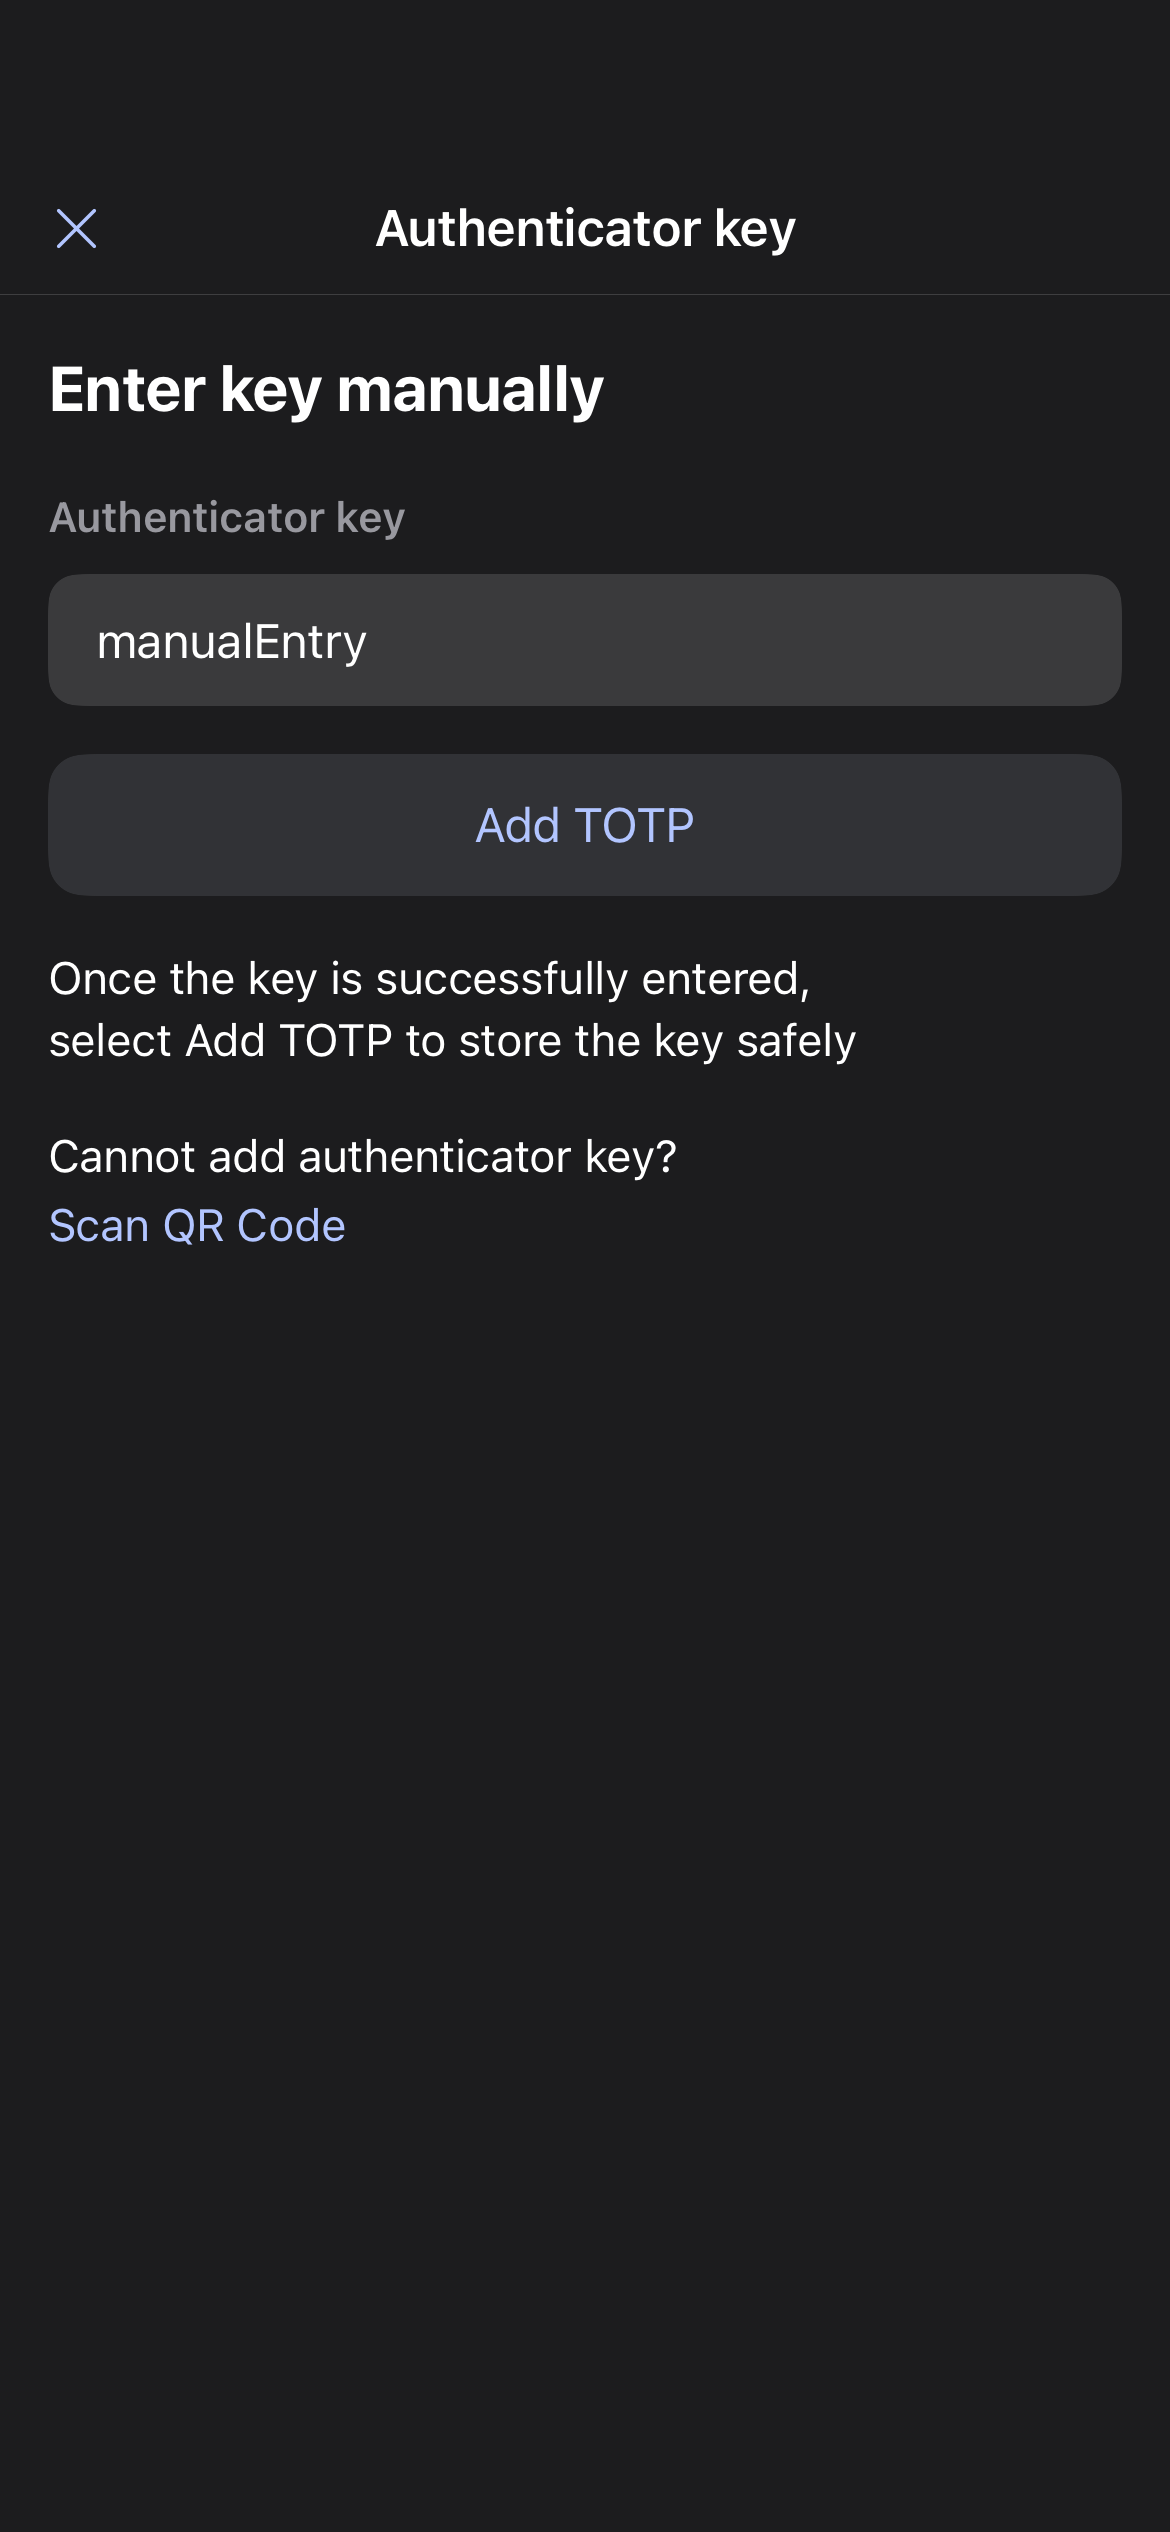 Authenticator key
Enter key manually
Authenticator key
manualEntry
Add TOTP
Once the key is successfully entered,
select Add TOTP to store the key safely
Cannot add authenticator key?
Scan QR Code